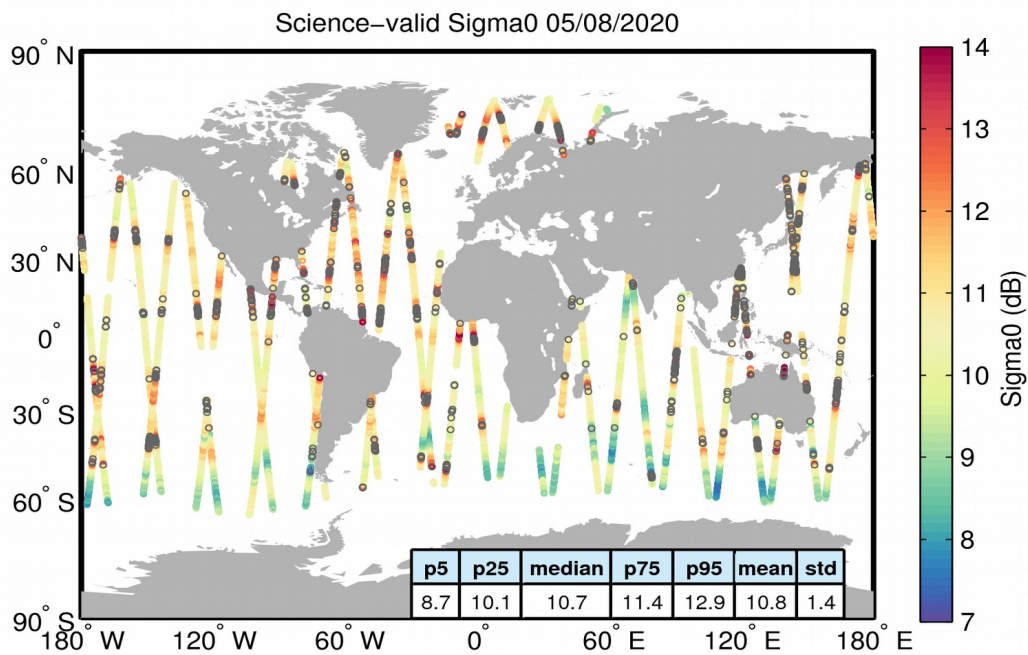 Science−valid Sigma0 05/08/2020
90° N
60° N
30° N
0°
30° S
60° S
90° S
180° W
120° W
60° W
0°
60° E
120° E
180° E
p5 p25 median p75 p95 mean std
8.7 10.1 10.7 11.4 12.9 10.8 1.4
14
13
12
11
10
9
8
7
Sigma0 (dB)